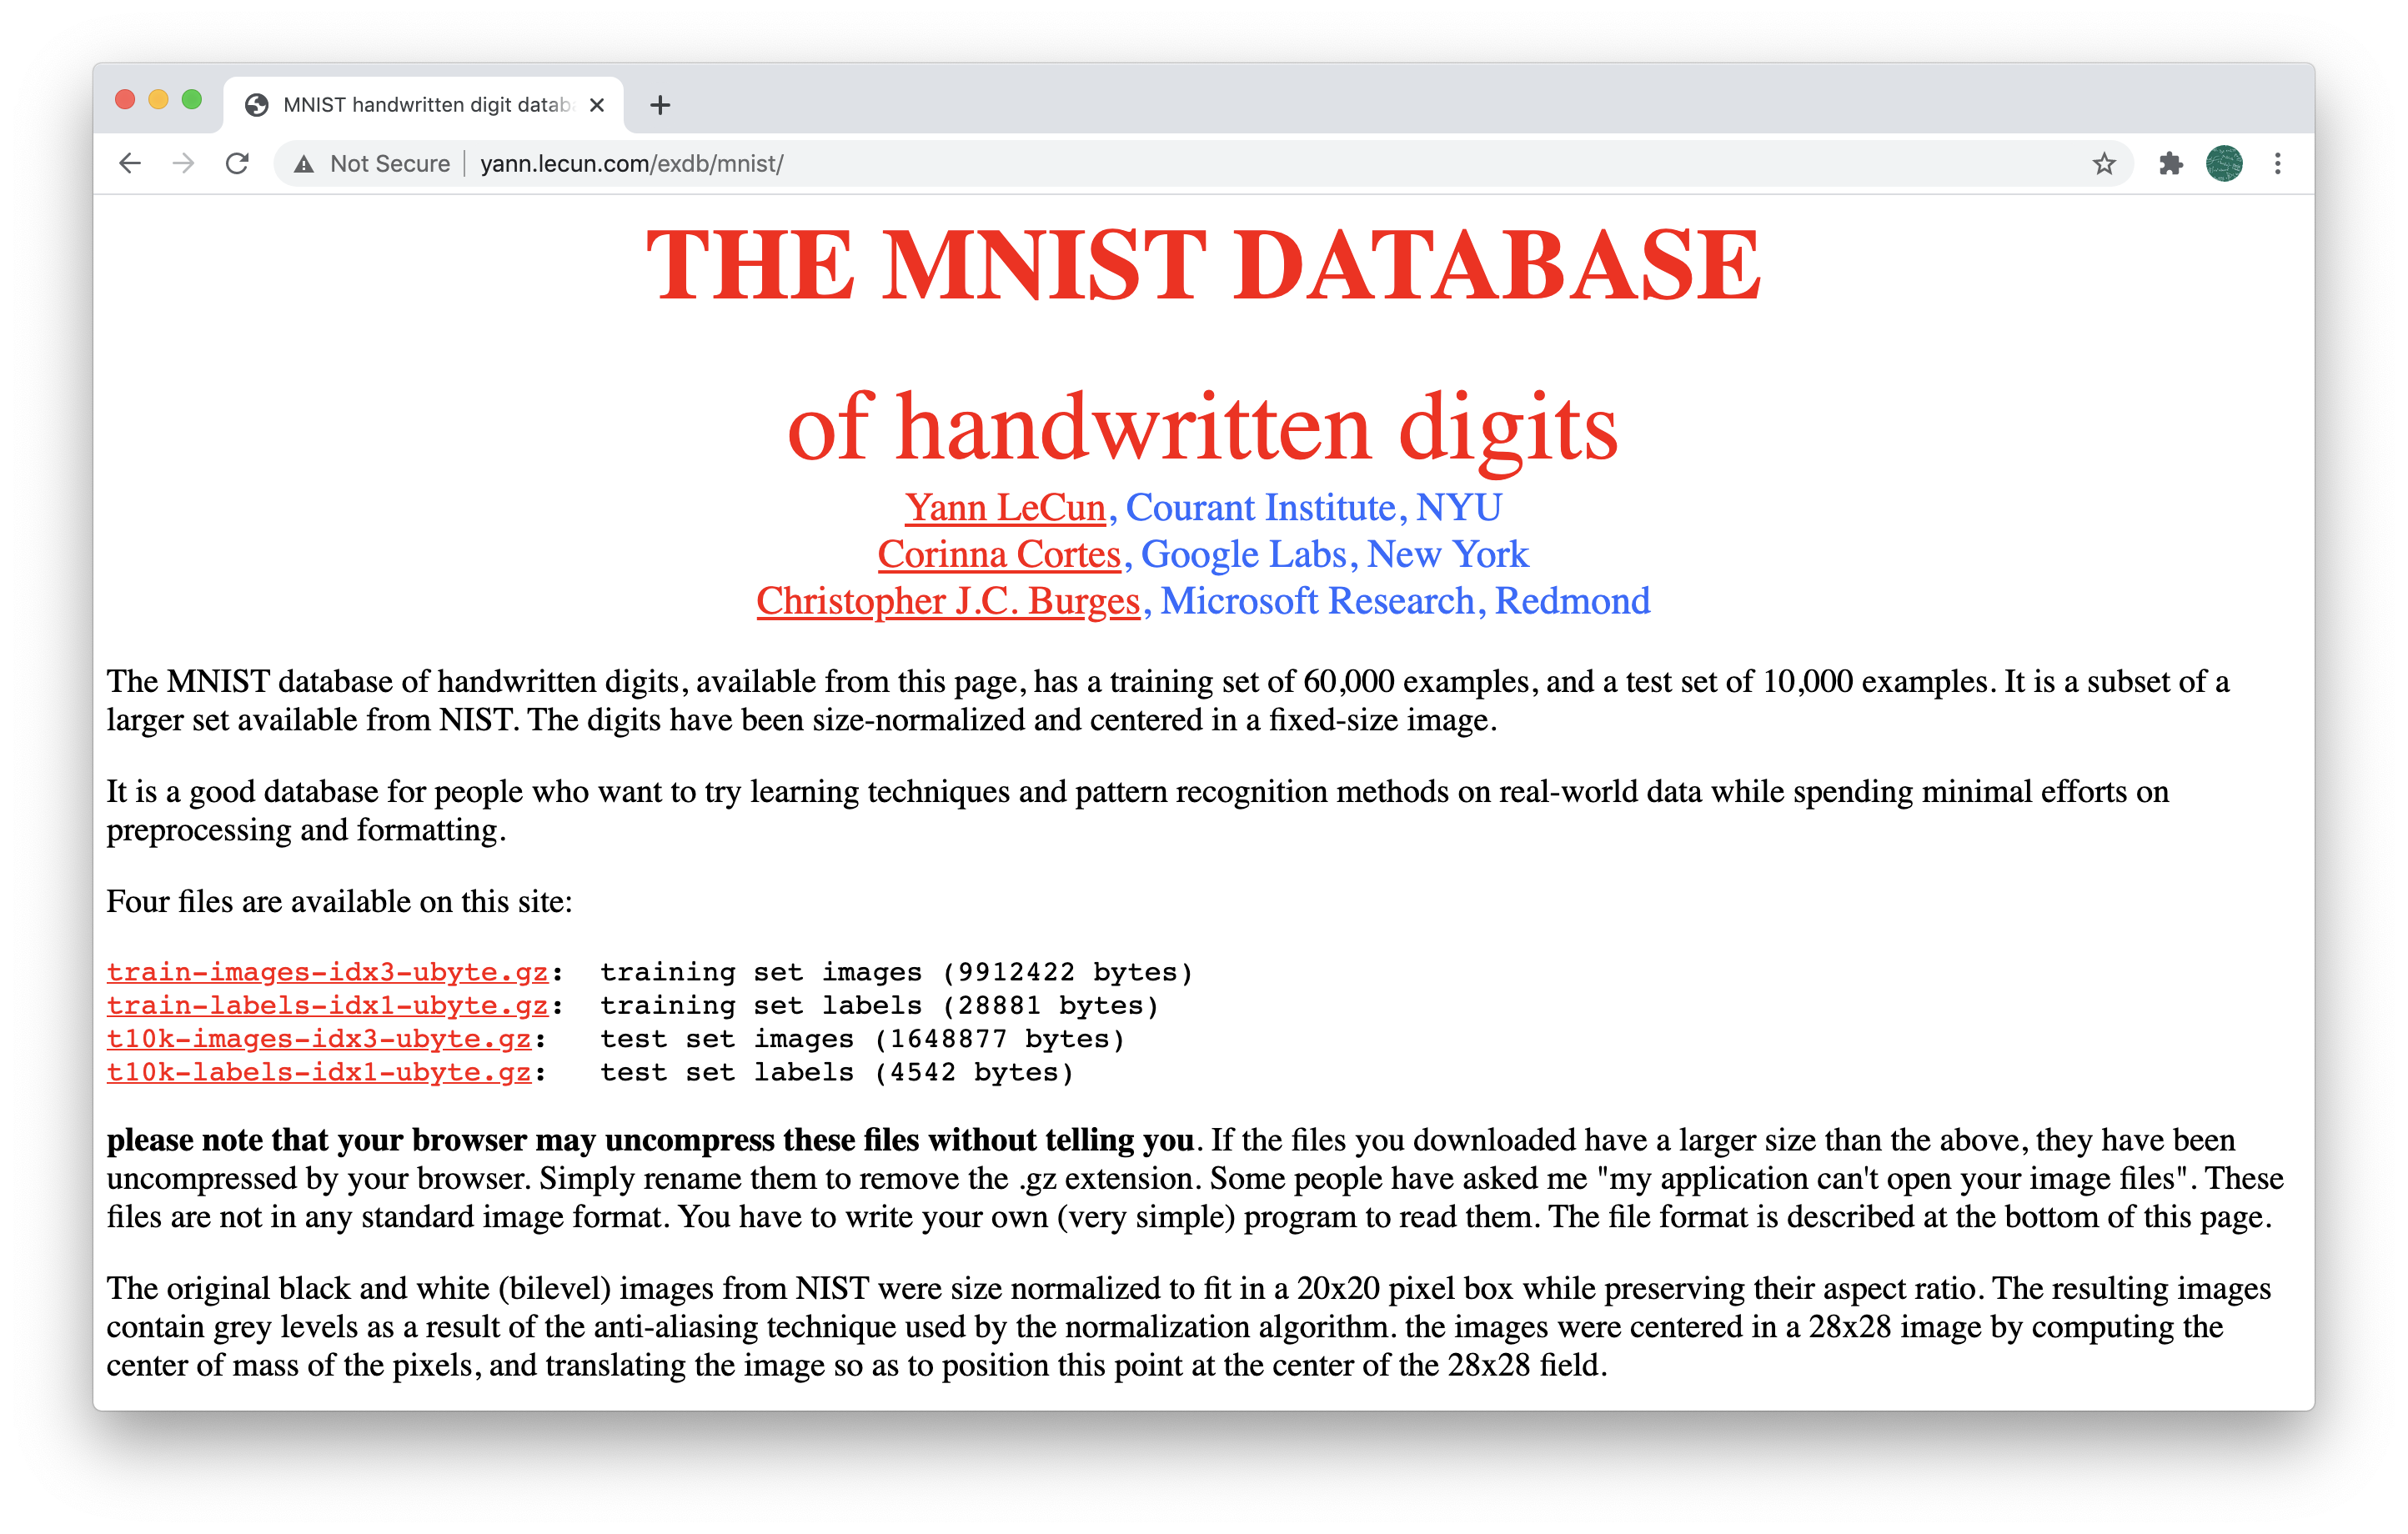 MNIST handwritten digit datab
Not Secure yann.lecun.com/exdb/mnist/
THE MNIST DATABASE
of handwritten digits
Yann LeCun, Courant Institute, NYU
Corinna Cortes, Google Labs, New York
Christopher J.C. Burges, Microsoft Research, Redmond
The MNIST database of handwritten digits, available from this page, has a training set of 60,000 examples, and a test set of 10,000 examples. It is a subset of a
larger set available from NIST. The digits have been size-normalized and centered in a fixed-size image.
It is a good database for people who want to try learning techniques and pattern recognition methods on real-world data while spending minimal efforts on
preprocessing and formatting.
Four files are available on this site:
train-images-idx3-ubyte.gz: training set images (9912422 bytes)
train-labels-idx1-ubyte.gz: training set labels (28881 bytes)
t10k-images-idx3-ubyte.gz: test set images (1648877 bytes)
t10k-labels-idx1-ubyte.gz: test set labels (4542 bytes)
please note that your browser may uncompress these files without telling you. If the files you downloaded have a larger size than the above, they have been
uncompressed by your browser. Simply rename them to remove the .gz extension. Some people have asked me "my application can't open your image files". These
files are not in any standard image format. You have to write your own (very simple) program to read them. The file format is described at the bottom of this page.
The original black and white (bilevel) images from NIST were size normalized to fit in a 20x20 pixel box while preserving their aspect ratio. The resulting images
contain grey levels as a result of the anti-aliasing technique used by the normalization algorithm. the images were centered in a 28x28 image by computing the
center of mass of the pixels, and translating the image so as to position this point at the center of the 28x28 field.